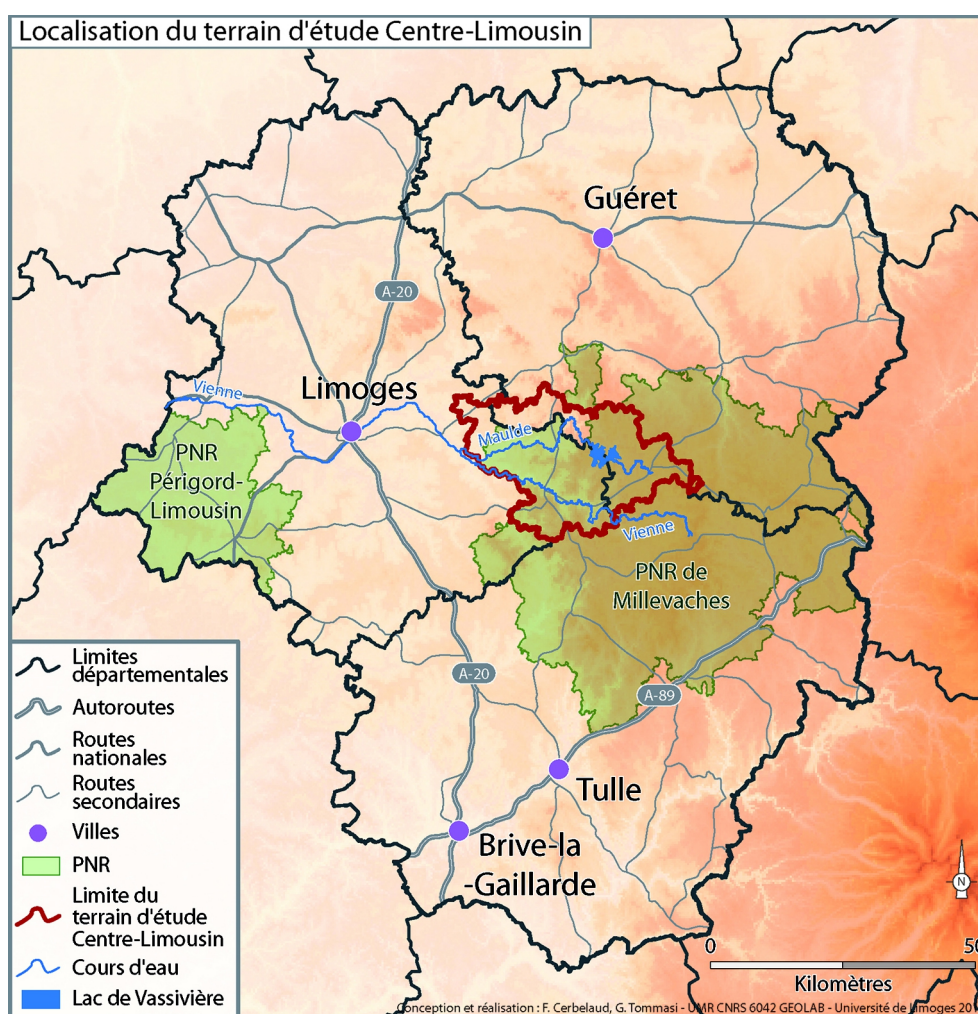 Localisation du terrain d'étude Centre-Limousin
Guéret
A-20
Limoges
Vienne
Maulde
PNR
Périgord-
Limousin
Vienne
PNR de
Millevaches
A-20
A-89
Tulle
Brive-la
-Gaillarde
Limites
départementales
Autoroutes
Routes
nationales
Routes
secondaires
Villes
PNR
Limite du
terrain d'étude
Centre-Limousin
Cours d'eau
Lac de Vassivière
N
0
Kilomètres
Conception et réalisation : F. Cerbelaud, G. Tommasi - UMR CNRS 6042 GEOLAB - Université de Limoges